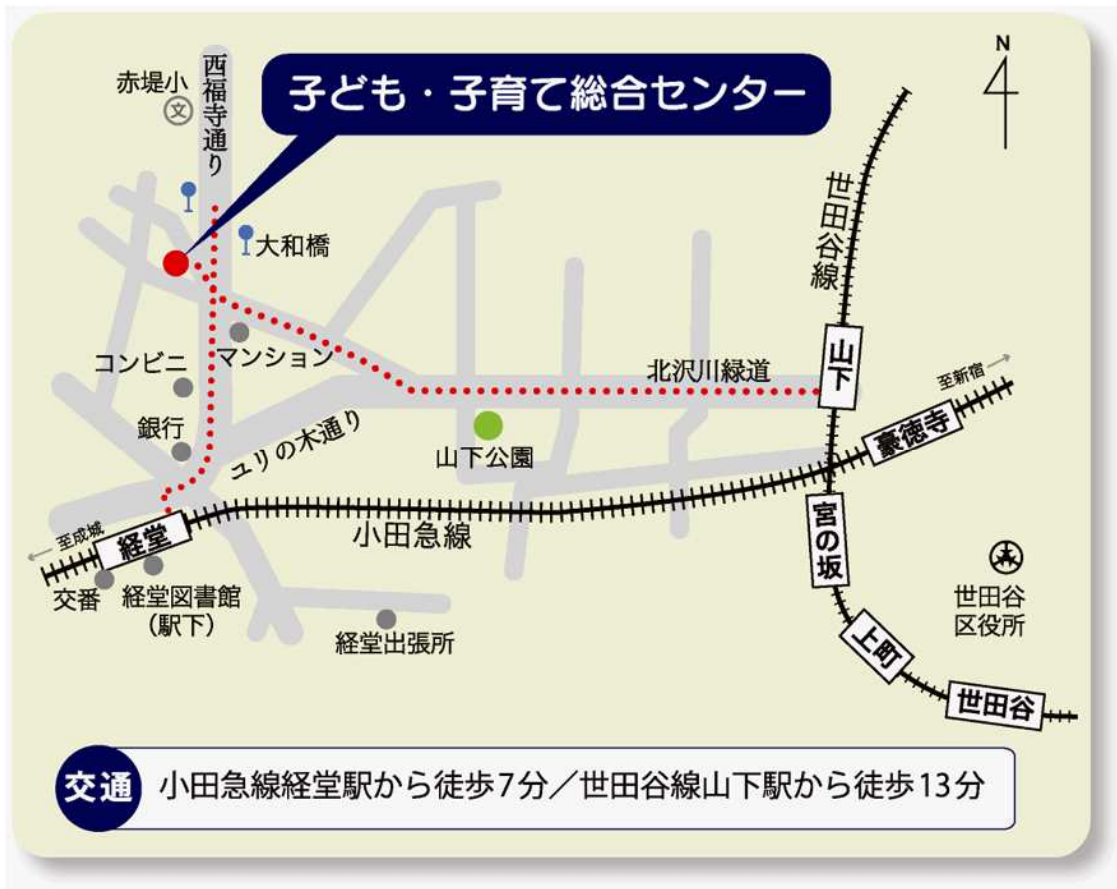 N
赤堤小
文
西福寺通り
子ども・子育て総合センター
大和橋
世田谷線
マンション
コンビニ
北沢川緑道
山下
至新宿
銀行
ユリの木通り
山下公園
豪徳寺
至成城
経堂
小田急線
宮の坂
交番
経堂図書館
（駅下）
経堂出張所
世田谷
区役所
上町
世田谷
交通
小田急線経堂駅から徒歩7分／世田谷線山下駅から徒歩13分